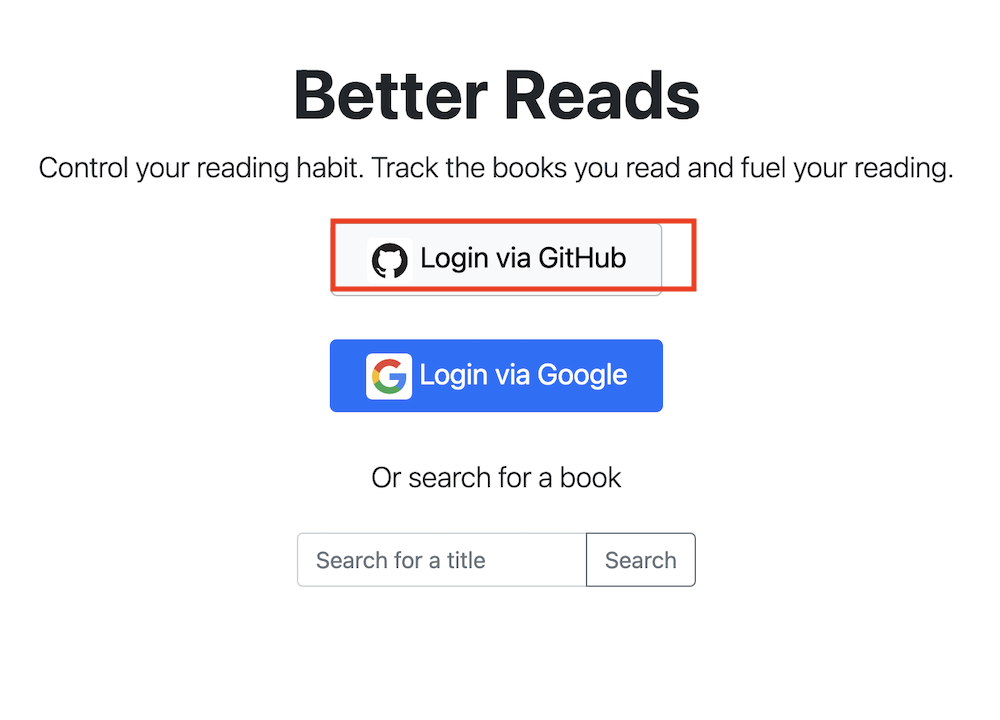 Better Reads
Control your reading habit. Track the books you read and fuel your reading.
Login via GitHub
Login via Google
Or search for a book
Search for a title Search